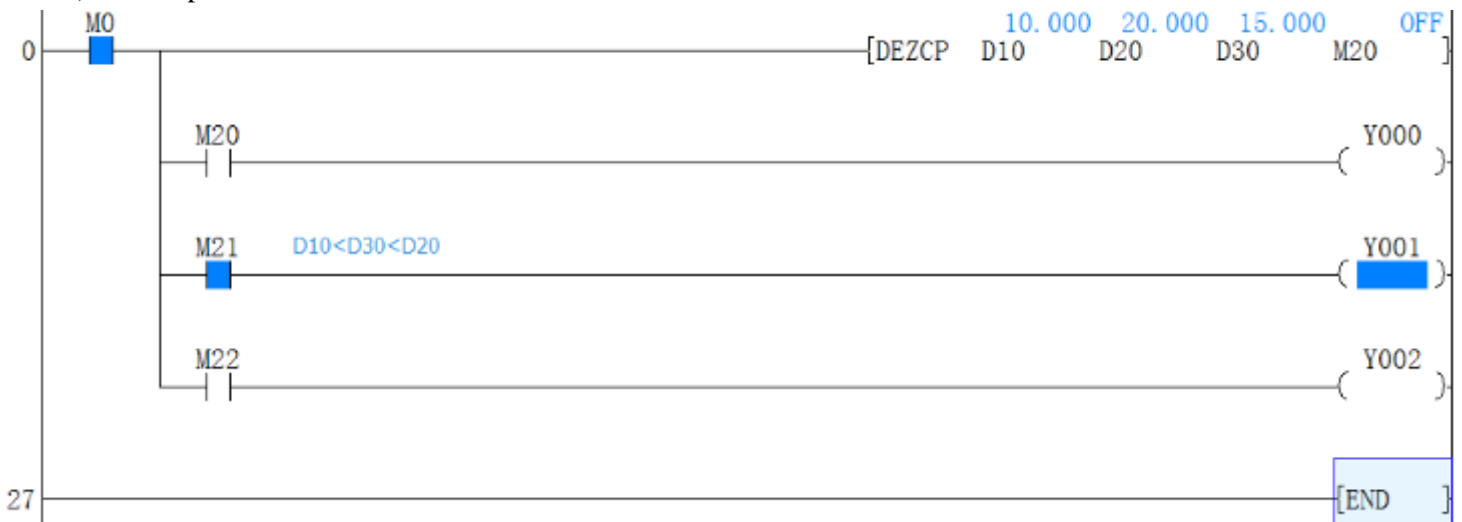 M0 10.000 20.000 15.000 OFF
0 [DEZCP D10 D20 D30 M20 ]
M20 Y000
( )
M21 D10<D30<D20 Y001
( )
M22 Y002
( )
27 [END ]